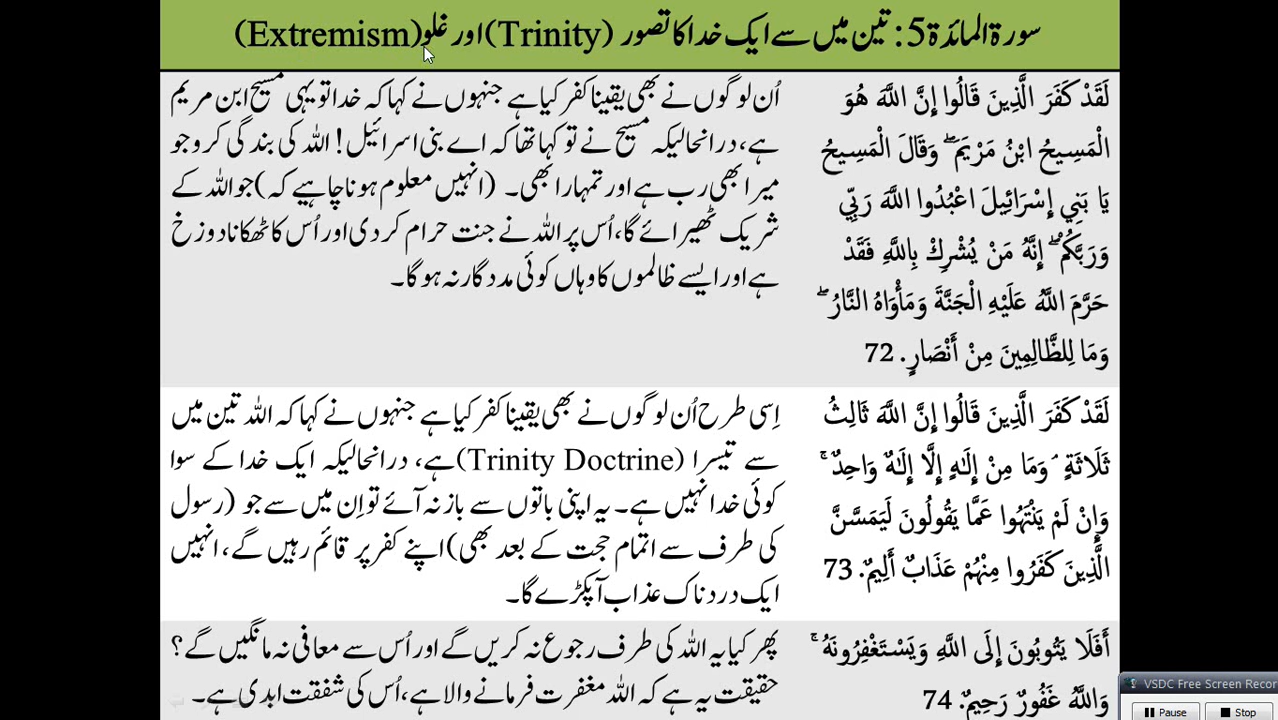 سورۃ المائدۃ 5: تین میں سے ایک خدا کا تصور (Trinity) اور غلو (Extremism)
لَقَدْ كَفَرَ الَّذِينَ قَالُوا إِنَّ اللَّهَ هُوَ
الْمَسِيحُ ابْنُ مَرْيَمَ ۖ وَقَالَ الْمَسِيحُ
يَا بَنِي إِسْرَائِيلَ اعْبُدُوا اللَّهَ رَبِّي
وَرَبَّكُمْ ۖ إِنَّهُ مَنْ يُشْرِكْ بِاللَّهِ فَقَدْ
حَرَّمَ اللَّهُ عَلَيْهِ الْجَنَّةَ وَمَأْوَاهُ النَّارُ ۖ
وَمَا لِلظَّالِمِينَ مِنْ أَنْصَارٍ. 72
اُن لوگوں نے بھی یقیناً کفر کیا ہے جنہوں نے کہا کہ خدا تو یہی مسیح ابن مریم
ہے، درانحالیکہ مسیح نے تو کہا تھا کہ اے بنی اسرائیل! اللہ کی بندگی کرو جو
میرا بھی رب ہے اور تمہارا بھی۔ (انہیں معلوم ہونا چاہیے کہ) جو اللہ کے
شریک ٹھیرائے گا، اُس پر اللہ نے جنت حرام کر دی اور اُس کا ٹھکانا دوزخ
ہے اور ایسے ظالموں کا وہاں کوئی مددگار نہ ہو گا۔
لَقَدْ كَفَرَ الَّذِينَ قَالُوا إِنَّ اللَّهَ ثَالِثُ
ثَلَاثَةٍ ۘ وَمَا مِنْ إِلَٰهٍ إِلَّا إِلَٰهٌ وَاحِدٌ ۚ
وَإِنْ لَمْ يَنْتَهُوا عَمَّا يَقُولُونَ لَيَمَسَّنَّ
الَّذِينَ كَفَرُوا مِنْهُمْ عَذَابٌ أَلِيمٌ. 73
اِسی طرح اُن لوگوں نے بھی یقیناً کفر کیا ہے جنہوں نے کہا کہ اللہ تین میں
سے تیسرا (Trinity Doctrine) ہے، درانحالیکہ ایک خدا کے سوا
کوئی خدا نہیں ہے۔ یہ اپنی باتوں سے باز نہ آئے تو اِن میں سے جو (رسول
کی طرف سے اتمام حجت کے بعد بھی) اپنے کفر پر قائم رہیں گے، انہیں
ایک دردناک عذاب آ پکڑے گا۔
أَفَلَا يَتُوبُونَ إِلَى اللَّهِ وَيَسْتَغْفِرُونَهُ ۚ
وَاللَّهُ غَفُورٌ رَحِيمٌ. 74
پھر کیا یہ اللہ کی طرف رجوع نہ کریں گے اور اُس سے معافی نہ مانگیں گے؟
حقیقت یہ ہے کہ اللہ مغفرت فرمانے والا ہے، اُس کی شفقت ابدی ہے۔
VSDC Free Screen Recor
Pause Stop